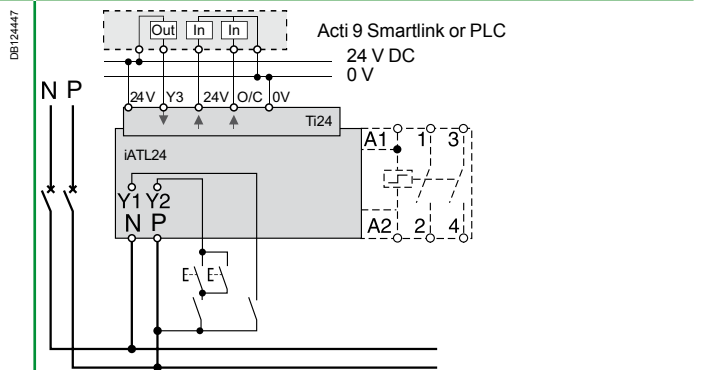 DB124447
Out In In
Acti 9 Smartlink or PLC
24 V DC
0 V
N P
24 V Y3 24V O/C 0V
Ti24
iATL24
A1 1 3
Y1 Y2
N P
A2 2 4
E E